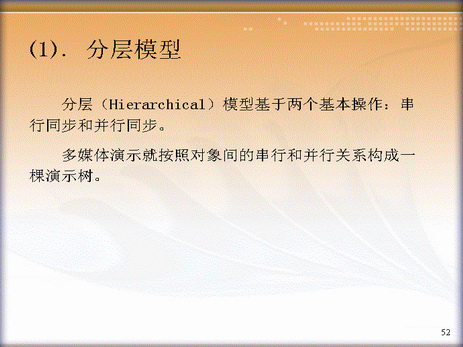 (1). 分层模型
分层（Hierarchical）模型基于两个基本操作：串
行同步和并行同步。
多媒体演示就按照对象间的串行和并行关系构成一
棵演示树。
52